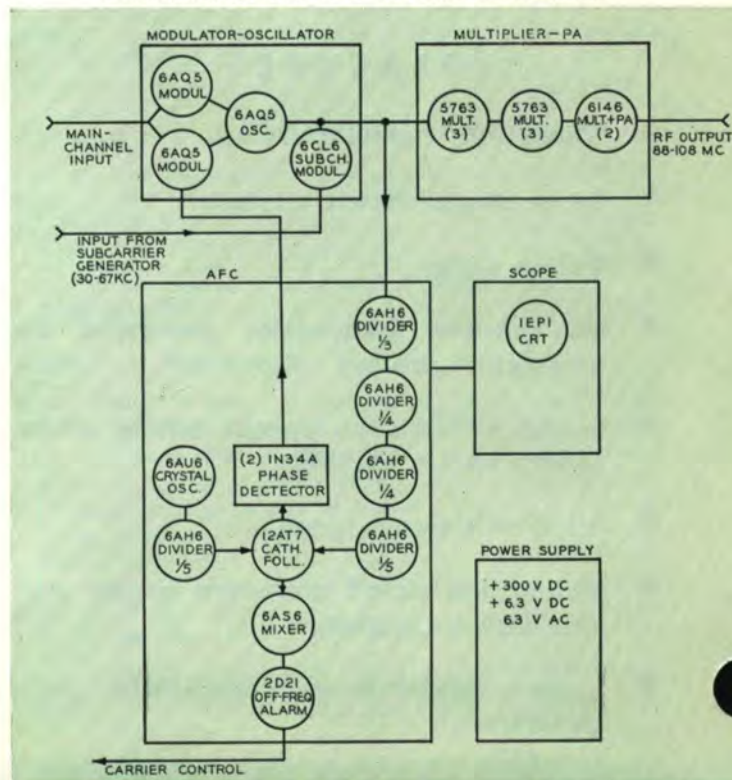 MODULATOR-OSCILLATOR
MULTIPLIER-PA
6AQ5
MODUL.
6AQ5
OSC.
6AQ5
MODUL.
6CL6
SUBCH.
MODUL.
MAIN-
CHANNEL
INPUT
5763
MULT.
(3)
5763
MULT.
(3)
6146
MULT+PA
(2)
RF OUTPUT
88-108 MC
INPUT FROM
SUBCARRIER
GENERATOR
(30-67KC)
AFC
6AH6
DIVIDER
1/3
6AH6
DIVIDER
1/4
6AH6
DIVIDER
1/4
6AH6
DIVIDER
1/5
(2) IN34A
PHASE
DECTECTOR
6AU6
CRYSTAL
OSC.
6AH6
DIVIDER
1/5
12AT7
CATH.
FOLL.
6AS6
MIXER
2D21
OFF-FREQ
ALARM
CARRIER CONTROL
SCOPE
IEPI
CRT
POWER SUPPLY
+300V DC
+ 6.3 V DC
6.3 V AC